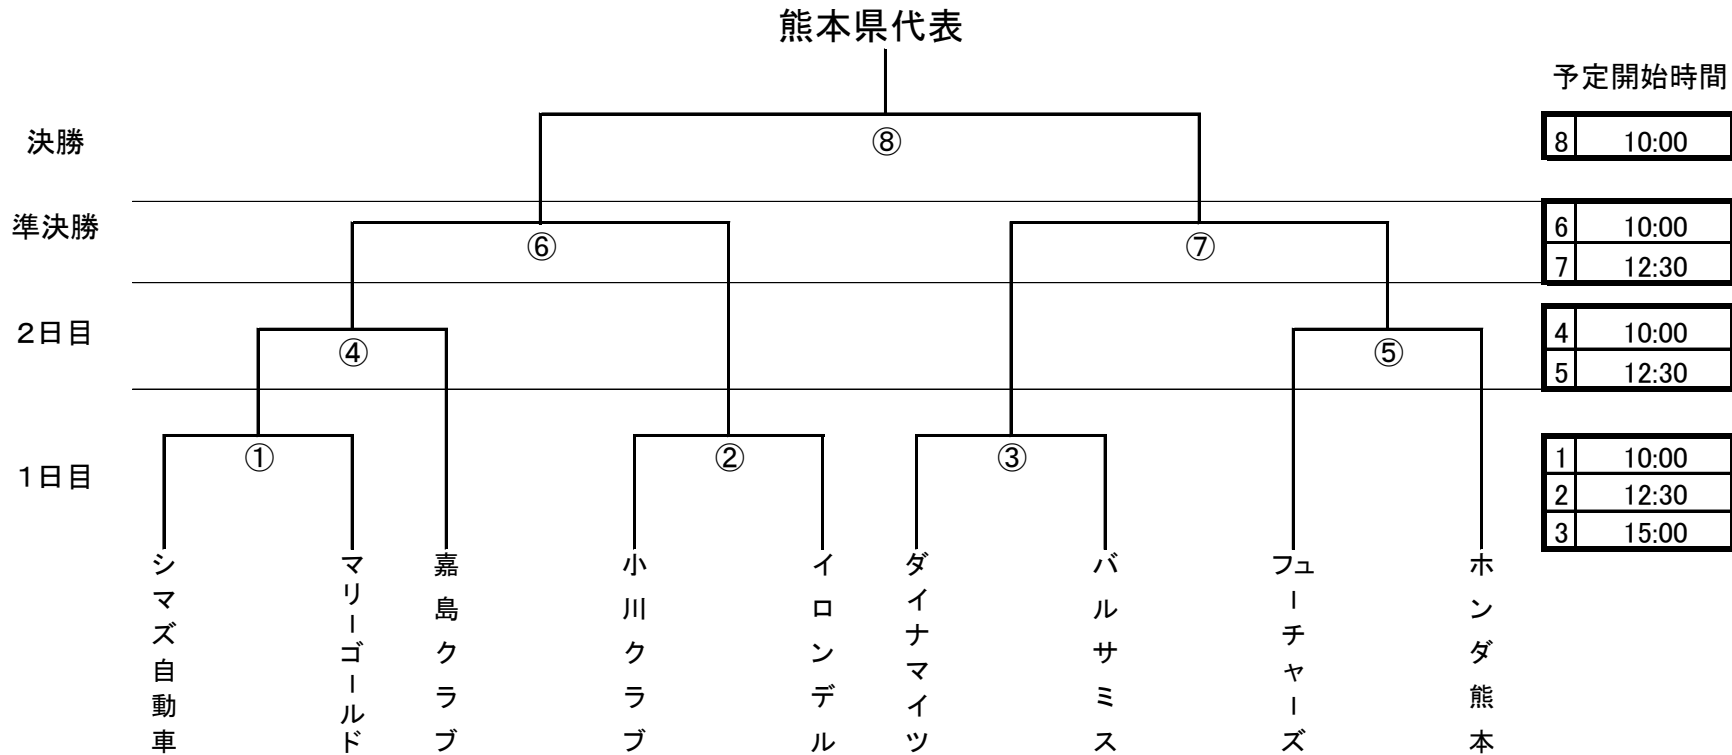 熊本県代表
予定開始時間
決勝
⑧
8 10:00
準決勝
⑥
⑦
6 10:00
7 12:30
２日目
④
⑤
4 10:00
5 12:30
１日目
①
②
③
1 10:00
2 12:30
3 15:00
シマズ自動車
マリーゴールド
嘉島クラブ
小川クラブ
イロンデル
ダイナマイツ
バルサミス
フューチャーズ
ホンダ熊本